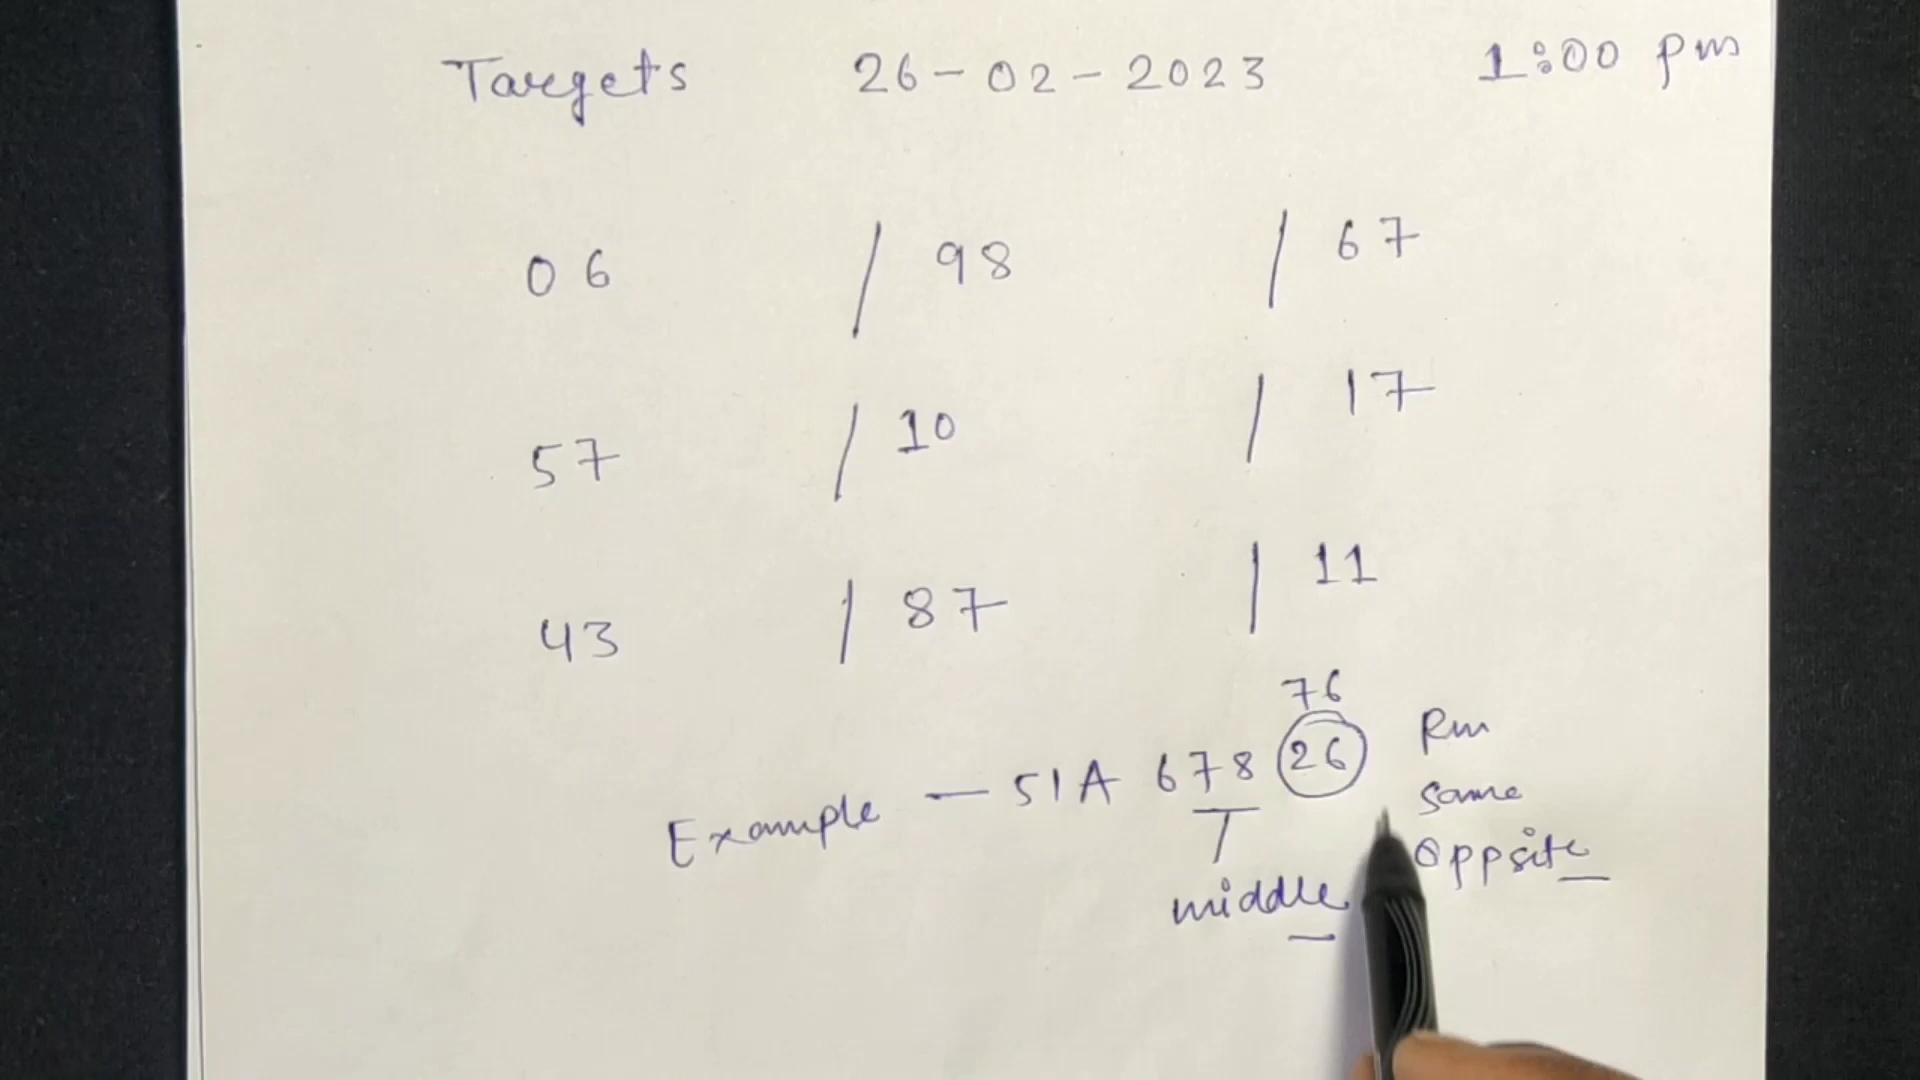 Targets 26-02-2023 1:00 pm
06 / 98 / 67
57 / 10 / 17
43 / 87 / 11
76
Example — 51A 678 26 Rm
same
T oppsite
middle